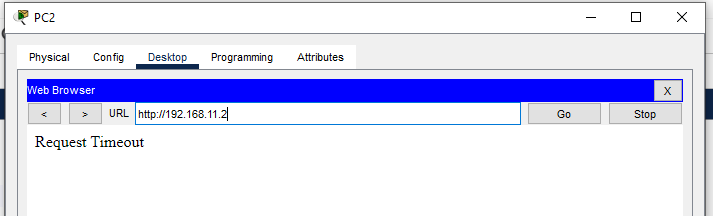 PC2
Physical Config Desktop Programming Attributes
Web Browser X
< > URL http://192.168.11.2 Go Stop
Request Timeout